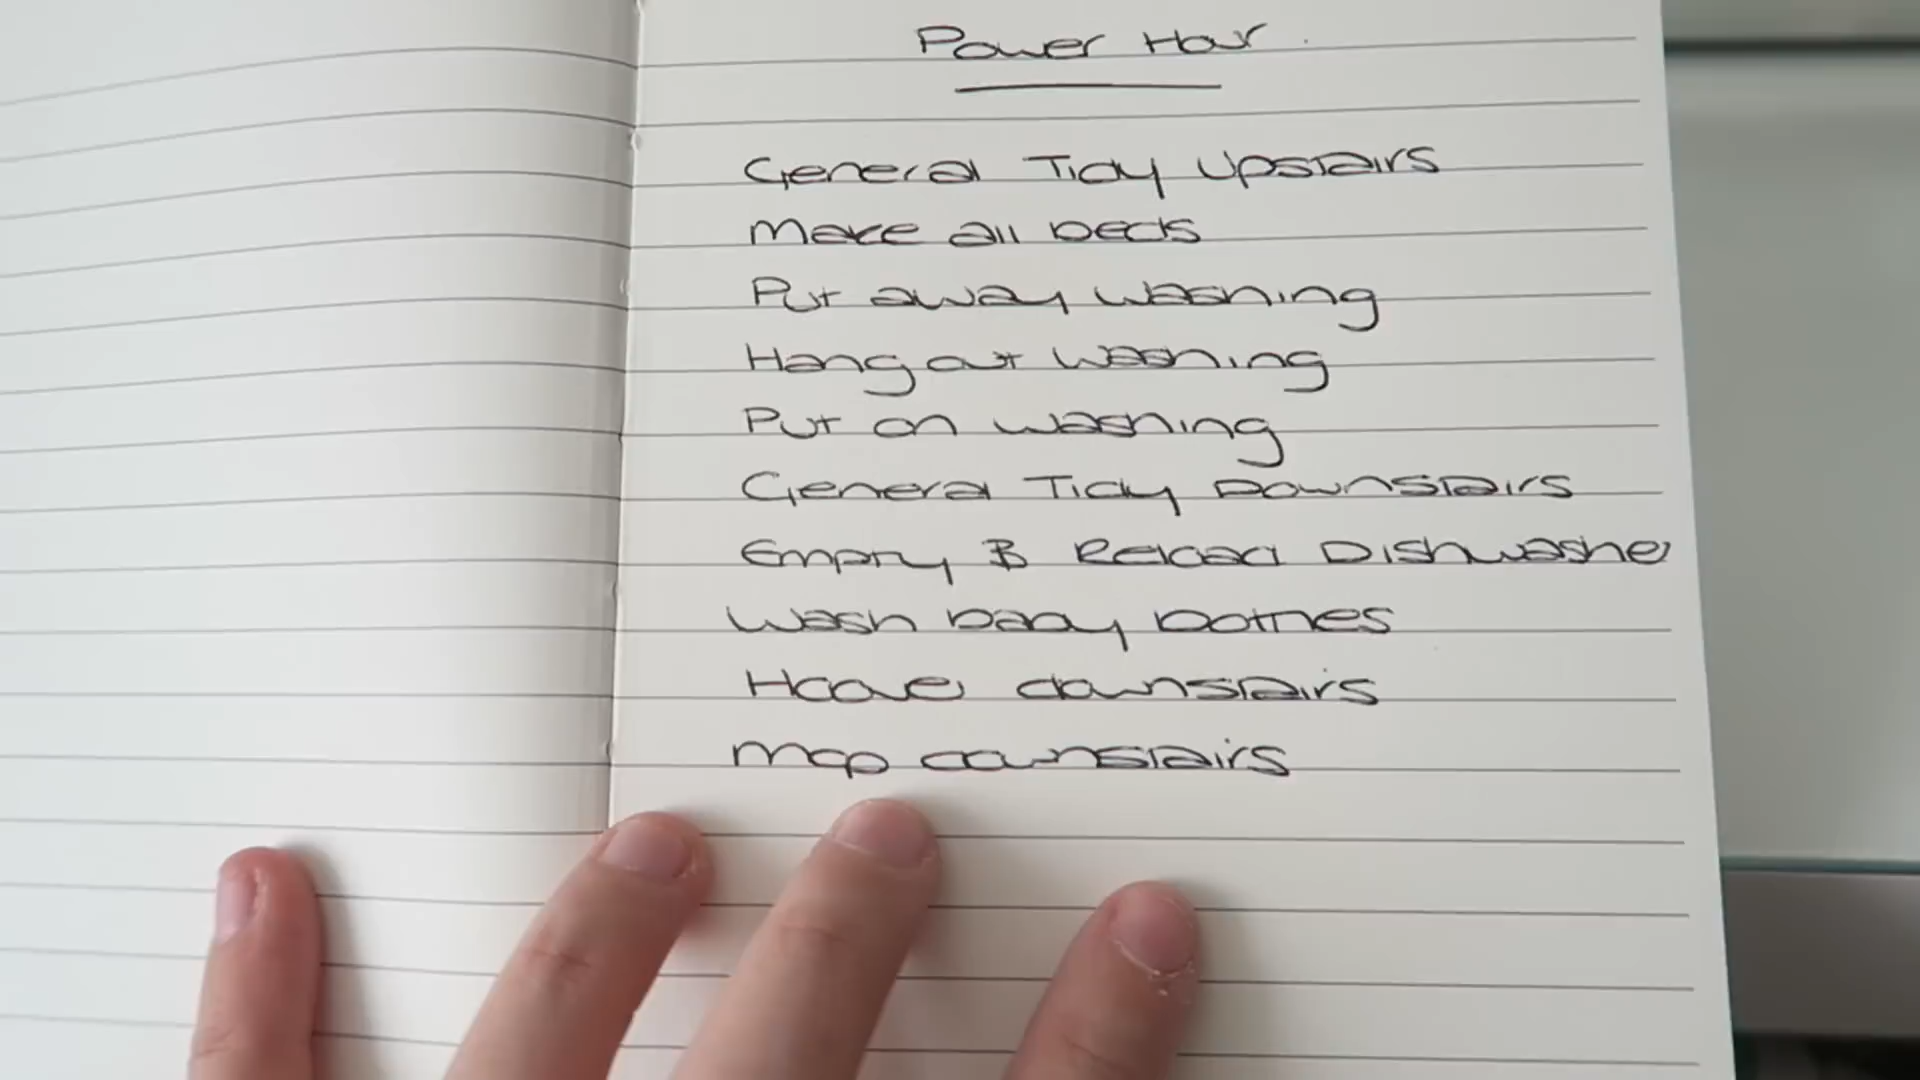 Power Hour
General Tidy Upstairs
Make all beds
Put away washing
Hang out washing
Put on washing
General Tidy Downstairs
Empty & Reload Dishwasher
Wash baby bottles
Hoover downstairs
Mop downstairs